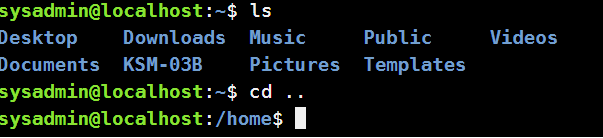 sysadmin@localhost:~$ ls
Desktop    Downloads  Music     Public     Videos
Documents  KSM-03B    Pictures  Templates
sysadmin@localhost:~$ cd ..
sysadmin@localhost:/home$